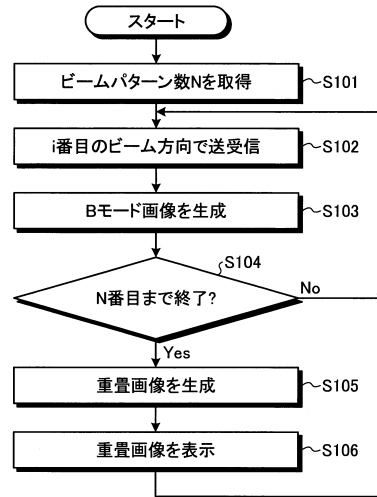 スタート
ビームパターン数Nを取得
S101
i番目のビーム方向で送受信
S102
Bモード画像を生成
S103
S104
N番目まで終了?
No
Yes
重畳画像を生成
S105
重畳画像を表示
S106